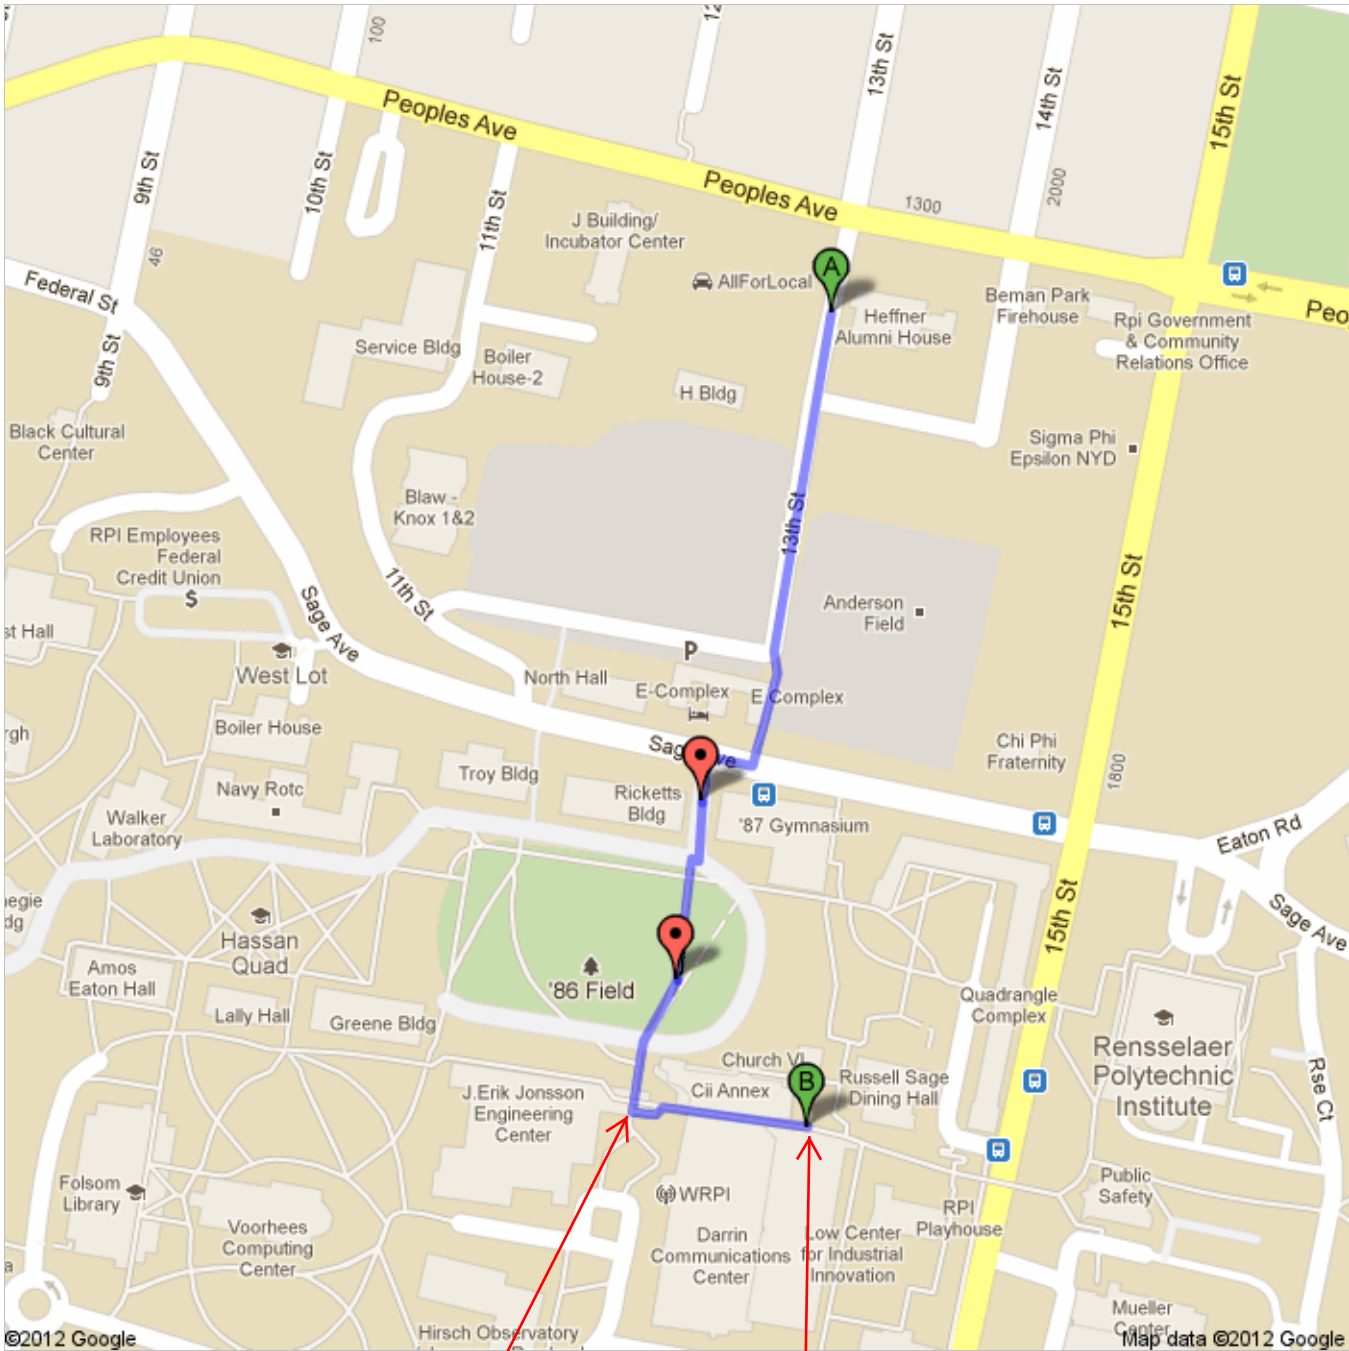 12
100
13th St
14th St
15th St
Peoples Ave
9th St
10th St
11th St
Peoples Ave
1300
2000
46
J Building/
Incubator Center
A
AllForLocal
Federal St
Heffner
Alumni House
Beman Park
Firehouse
Rpi Government
& Community
Relations Office
Peo
Service Bldg
Boiler
House-2
9th St
H Bldg
Black Cultural
Center
Sigma Phi
Epsilon NYD
Blaw -
Knox 1&2
13th St
RPI Employees
Federal
Credit Union
$
11th St
15th St
Anderson
Field
Sage Ave
st Hall
P
West Lot
North Hall
E-Complex
E Complex
Boiler House
rgh
Sag
ve
Chi Phi
Fraternity
1800
Troy Bldg
Navy Rotc
Ricketts
Bldg
'87 Gymnasium
Walker
Laboratory
Eaton Rd
negie
dg
Hassan
Quad
15th St
Sage Ave
Amos
Eaton Hall
'86 Field
Quadrangle
Complex
Lally Hall
Greene Bldg
Rensselaer
Polytechnic
Institute
Church VI
B
Cii Annex
Russell Sage
Dining Hall
J.Erik Jonsson
Engineering
Center
Rse Ct
Folsom
Library
WRPI
Public
Safety
Voorhees
Computing
Center
Darrin
Communications
Center
Low Center
for Industrial
Innovation
RPI
Playhouse
a
Mueller
Center
Hirsch Observatory
©2012 Google
Map data ©2012 Google